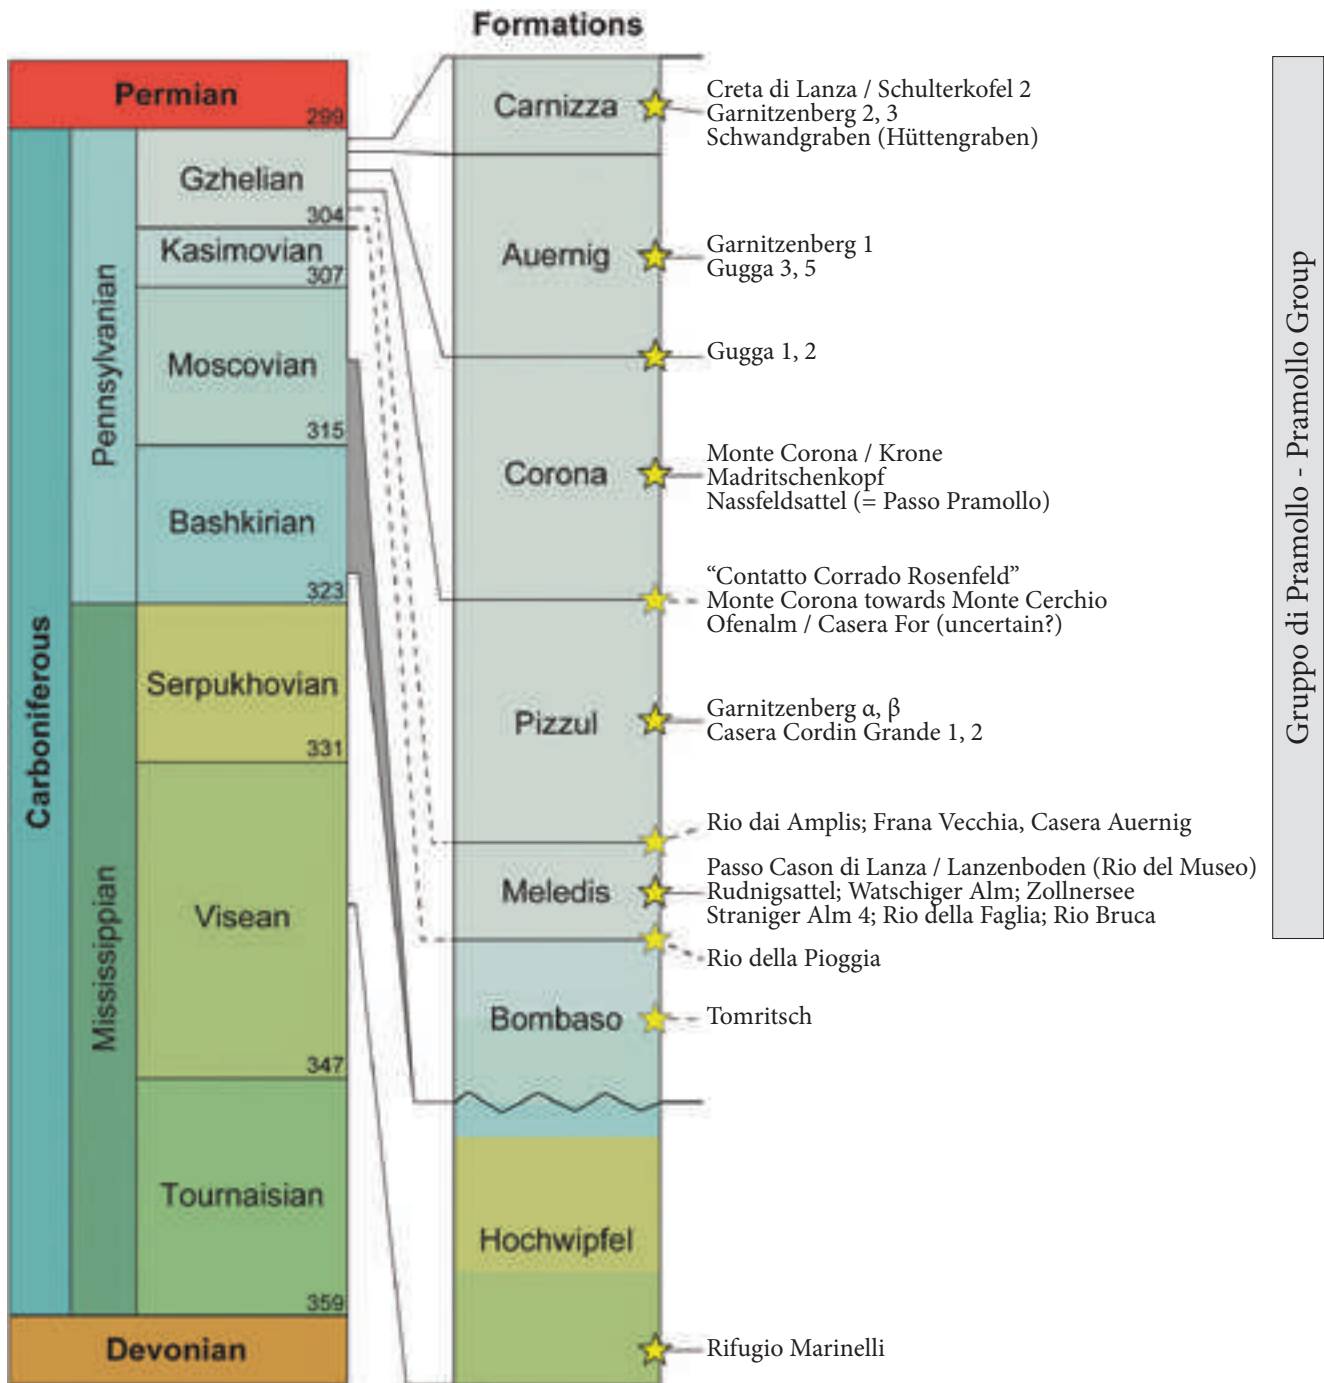 Formations
Permian
299
Carboniferous
Pennsylvanian
Gzhelian
304
Kasimovian
307
Moscovian
315
Bashkirian
323
Mississippian
Serpukhovian
331
Visean
347
Tournaisian
359
Devonian
Carnizza
Creta di Lanza / Schulterkofel 2
Garnitzenberg 2, 3
Schwandgraben (Hüttengraben)
Auernig
Garnitzenberg 1
Gugga 3, 5
Gugga 1, 2
Corona
Monte Corona / Krone
Madritschenkopf
Nassfeldsattel (= Passo Pramollo)
“Contatto Corrado Rosenfeld”
Monte Corona towards Monte Cerchio
Ofenalm / Casera For (uncertain?)
Pizzul
Garnitzenberg α, β
Casera Cordin Grande 1, 2
Rio dai Amplis; Frana Vecchia, Casera Auernig
Meledis
Passo Cason di Lanza / Lanzenboden (Rio del Museo)
Rudnigsattel; Watschiger Alm; Zollnersee
Straniger Alm 4; Rio della Faglia; Rio Bruca
Rio della Pioggia
Bombaso
Tomritsch
Hochwipfel
Rifugio Marinelli
Gruppo di Pramollo - Pramollo Group